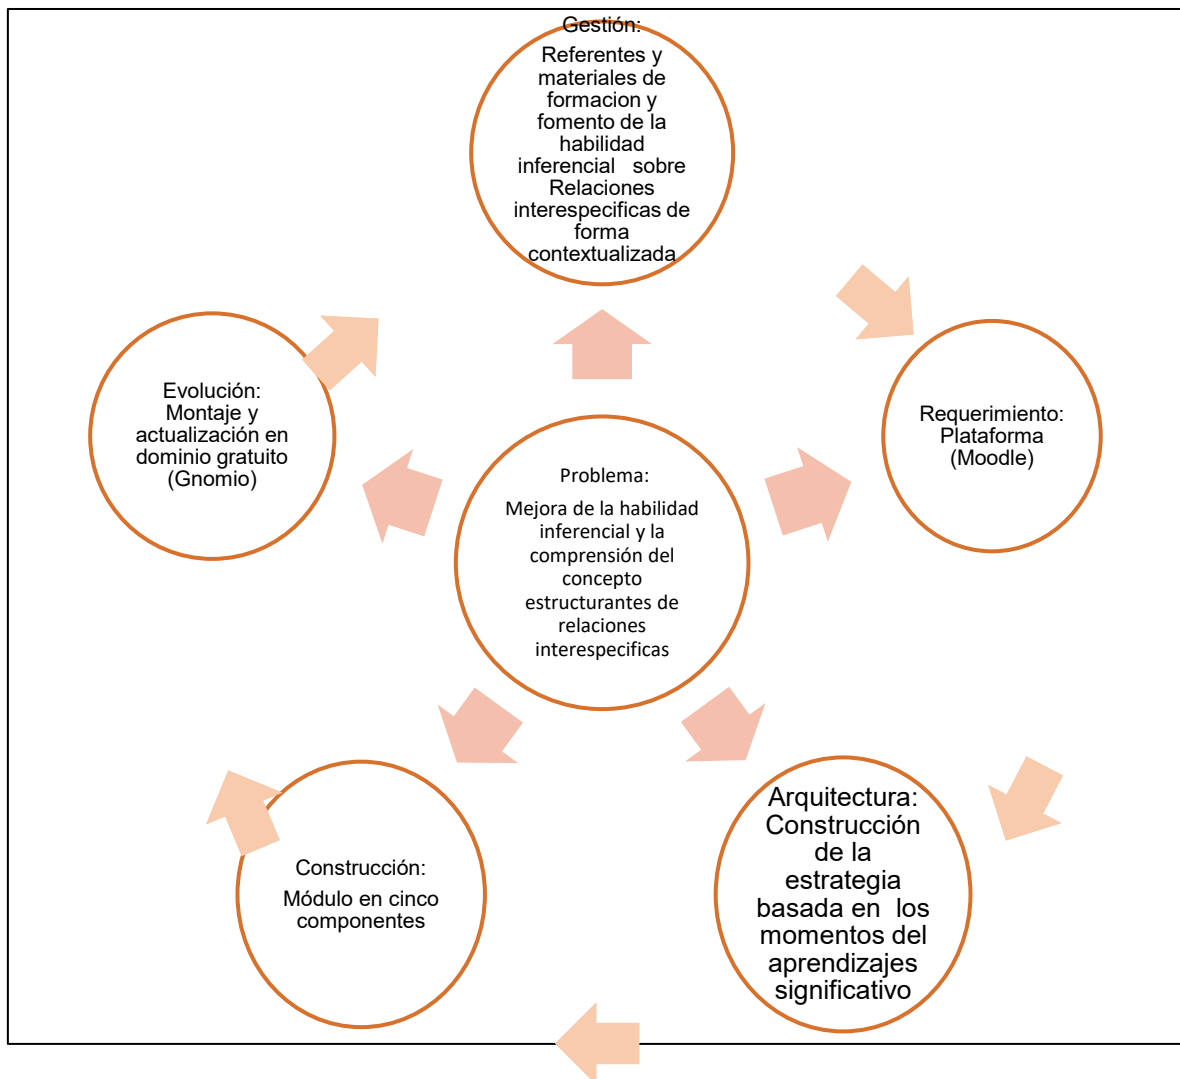 Gestión:
Referentes y
materiales de
formacion y
fomento de la
habilidad
inferencial sobre
Relaciones
interespecificas de
forma
contextualizada
Evolución:
Montaje y
actualización en
dominio gratuito
(Gnomio)
Requerimiento:
Plataforma
(Moodle)
Problema:
Mejora de la habilidad
inferencial y la
comprensión del
concepto
estructurantes de
relaciones
interespecificas
Construcción:
Módulo en cinco
componentes
Arquitectura:
Construcción
de la
estrategia
basada en los
momentos del
aprendizajes
significativo